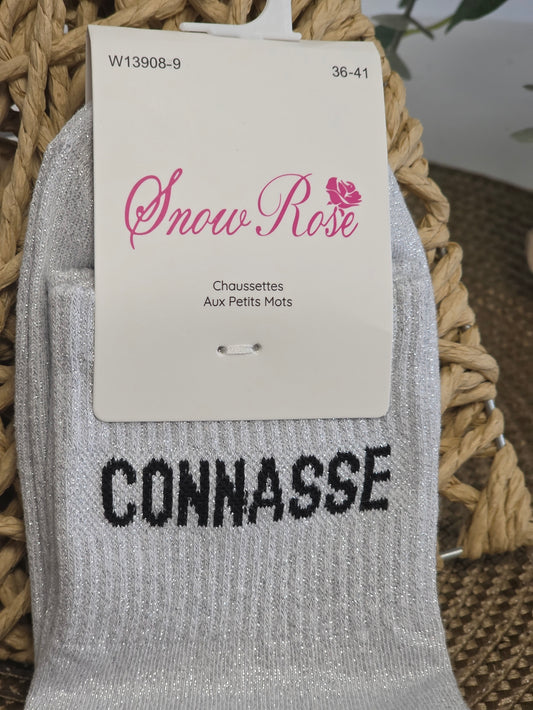 W13908-9 36-41
Snow Rose
Chaussettes
Aux Petits Mots
CONNASSE